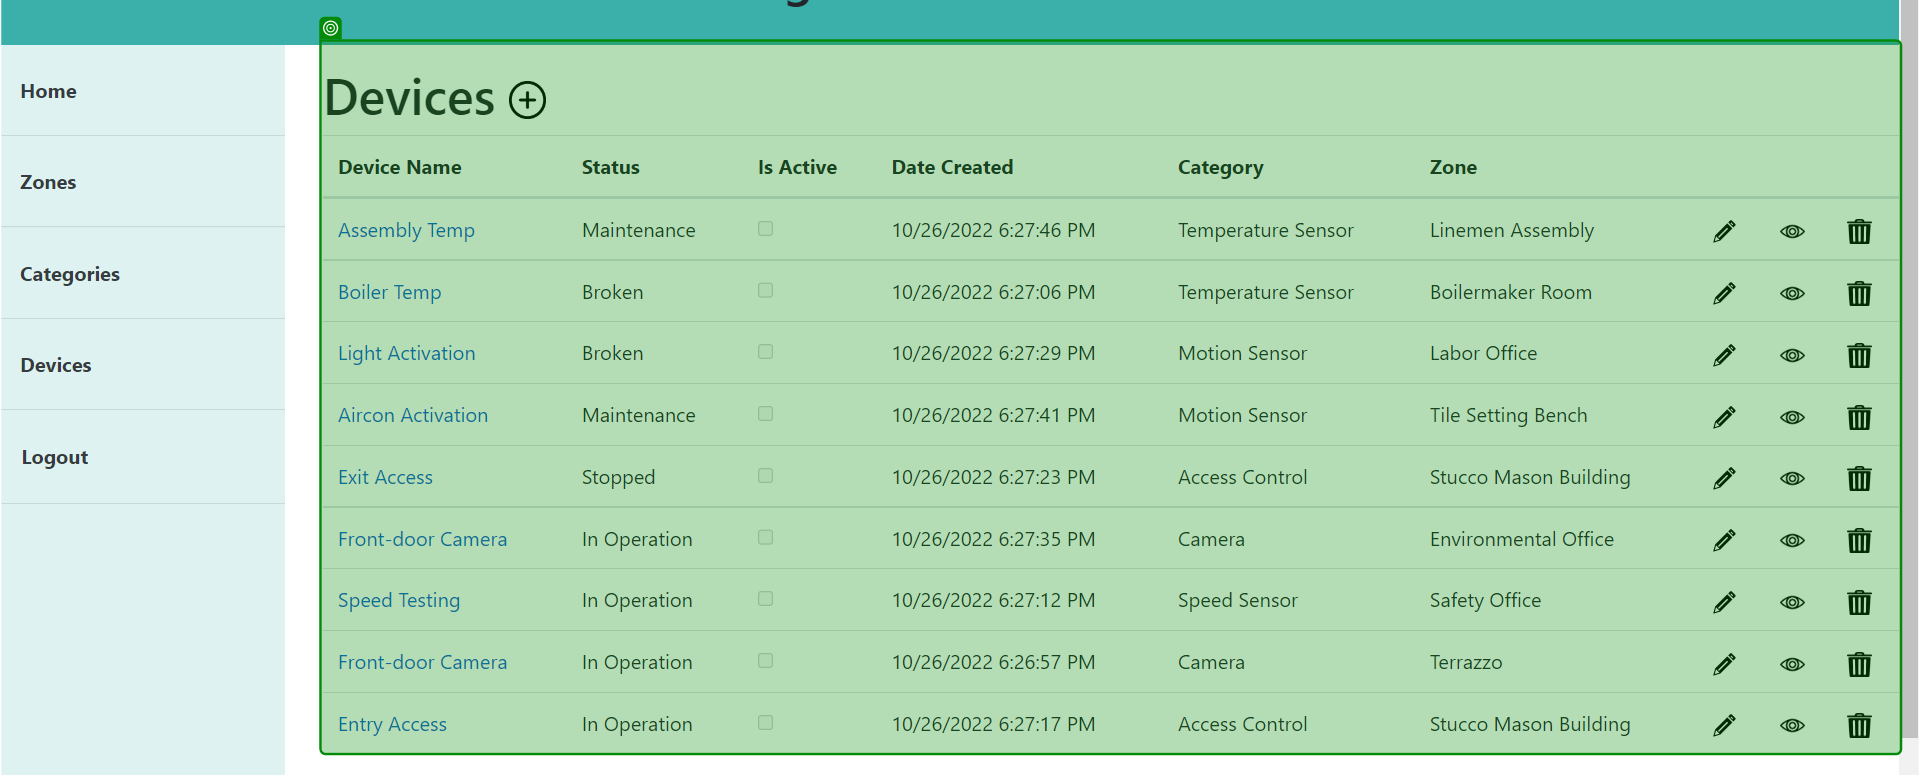 Home
Zones
Categories
Devices
Logout
Devices
Device Name Status Is Active Date Created Category Zone
Assembly Temp Maintenance 10/26/2022 6:27:46 PM Temperature Sensor Linemen Assembly
Boiler Temp Broken 10/26/2022 6:27:06 PM Temperature Sensor Boilermaker Room
Light Activation Broken 10/26/2022 6:27:29 PM Motion Sensor Labor Office
Aircon Activation Maintenance 10/26/2022 6:27:41 PM Motion Sensor Tile Setting Bench
Exit Access Stopped 10/26/2022 6:27:23 PM Access Control Stucco Mason Building
Front-door Camera In Operation 10/26/2022 6:27:35 PM Camera Environmental Office
Speed Testing In Operation 10/26/2022 6:27:12 PM Speed Sensor Safety Office
Front-door Camera In Operation 10/26/2022 6:26:57 PM Camera Terrazzo
Entry Access In Operation 10/26/2022 6:27:17 PM Access Control Stucco Mason Building